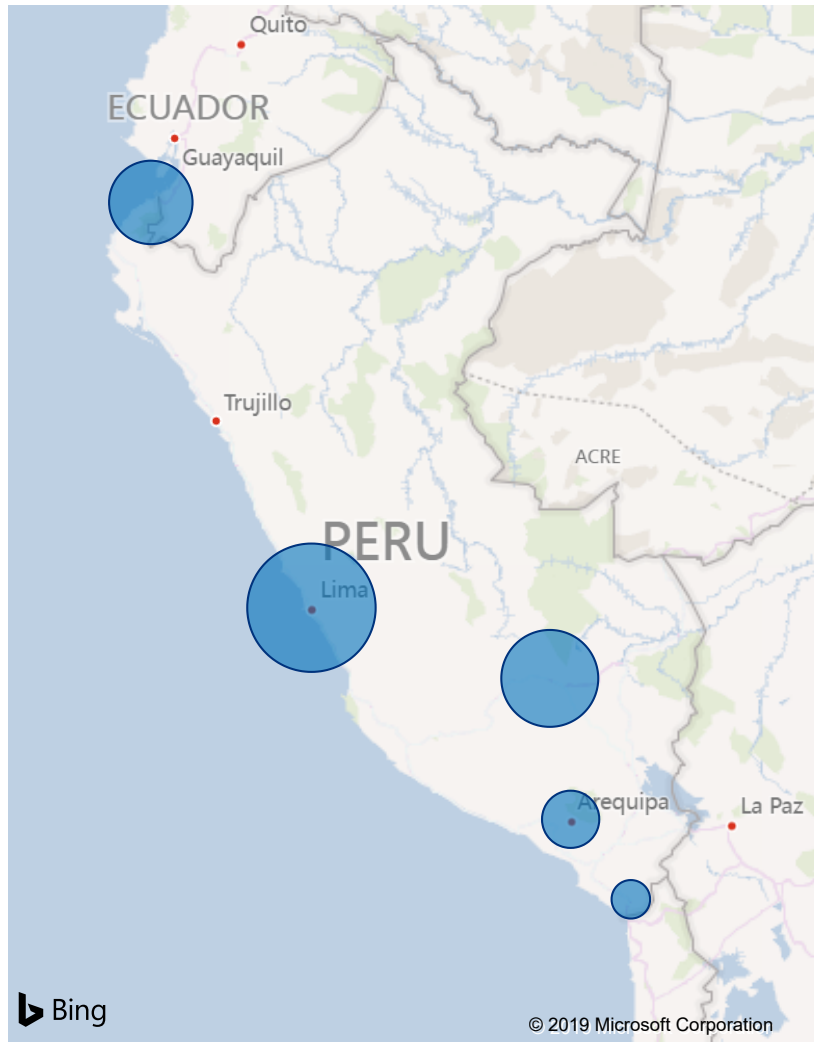 Quito
ECUADOR
Guayaquil
Trujillo
ACRE
PERU
Lima
Arequipa
La Paz
Bing
© 2019 Microsoft Corporation